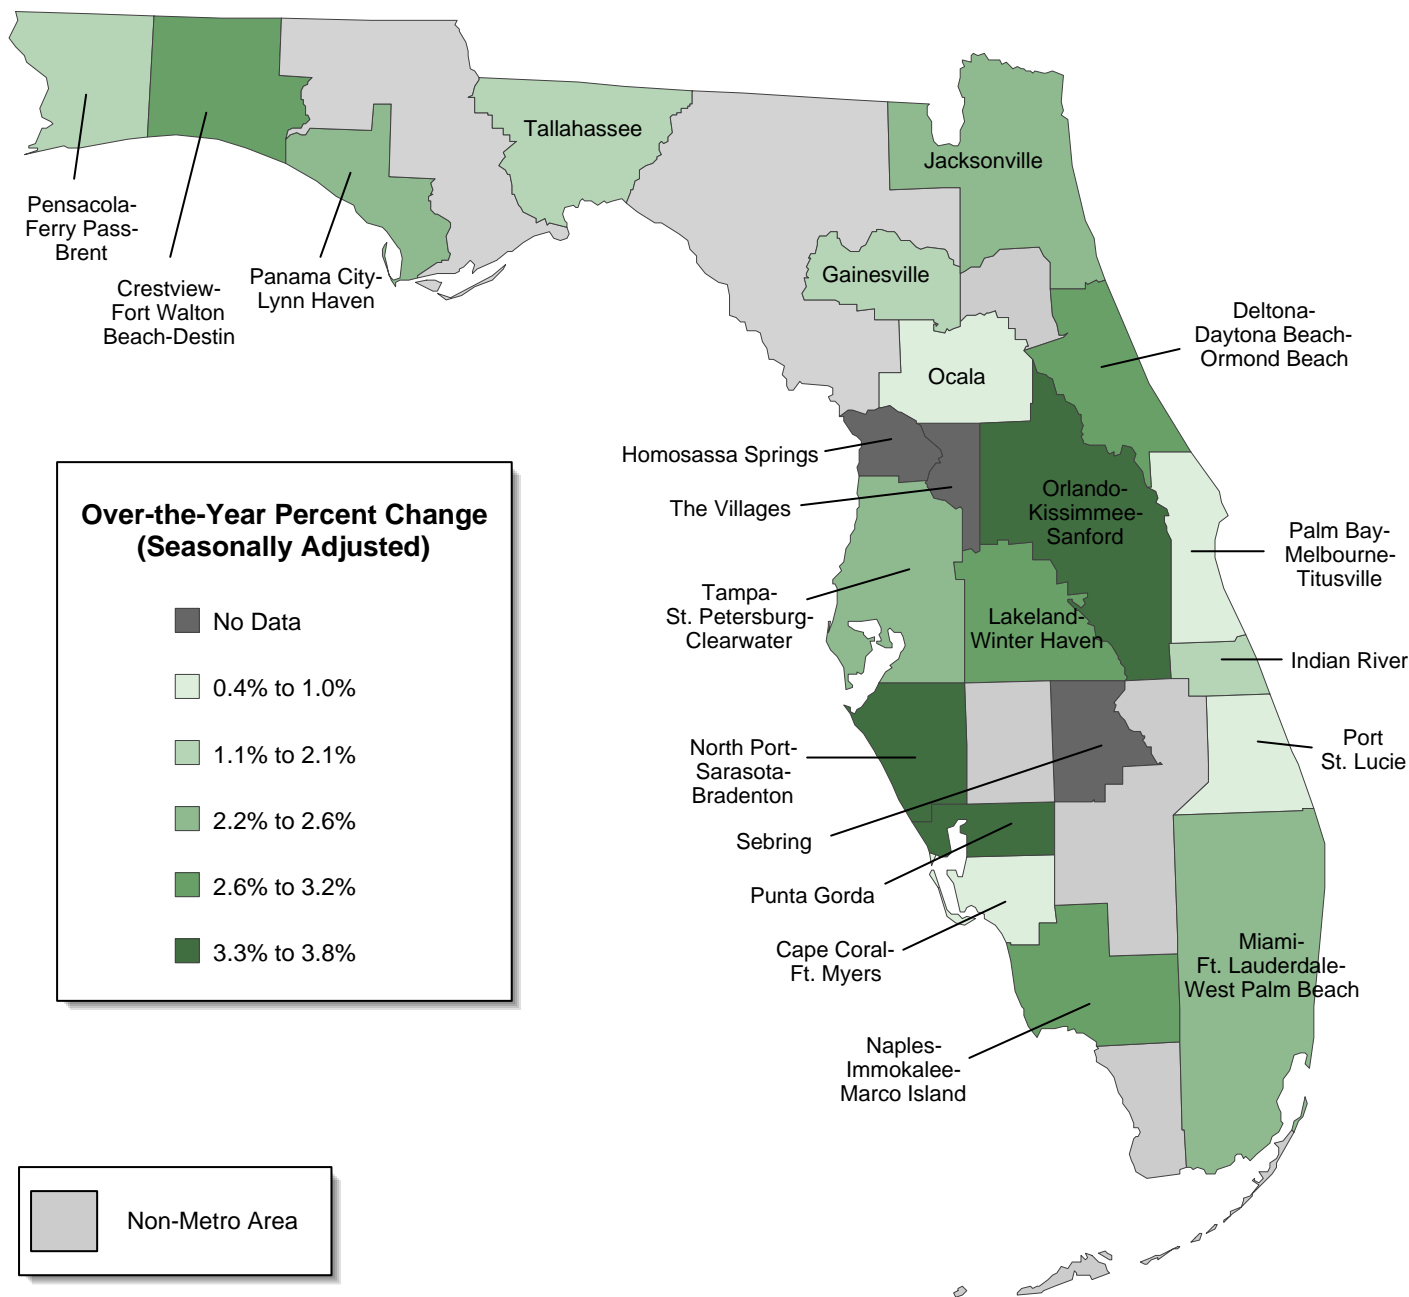 Tallahassee
Jacksonville
Pensacola-
Ferry Pass-
Brent
Crestview-
Fort Walton
Beach-Destin
Panama City-
Lynn Haven
Gainesville
Deltona-
Daytona Beach-
Ormond Beach
Ocala
Homosassa Springs
The Villages
Orlando-
Kissimmee-
Sanford
Palm Bay-
Melbourne-
Titusville
Tampa-
St. Petersburg-
Clearwater
Lakeland-
Winter Haven
Indian River
North Port-
Sarasota-
Bradenton
Port
St. Lucie
Sebring
Punta Gorda
Cape Coral-
Ft. Myers
Miami-
Ft. Lauderdale-
West Palm Beach
Naples-
Immokalee-
Marco Island
Over-the-Year Percent Change
(Seasonally Adjusted)
No Data
0.4% to 1.0%
1.1% to 2.1%
2.2% to 2.6%
2.6% to 3.2%
3.3% to 3.8%
Non-Metro Area